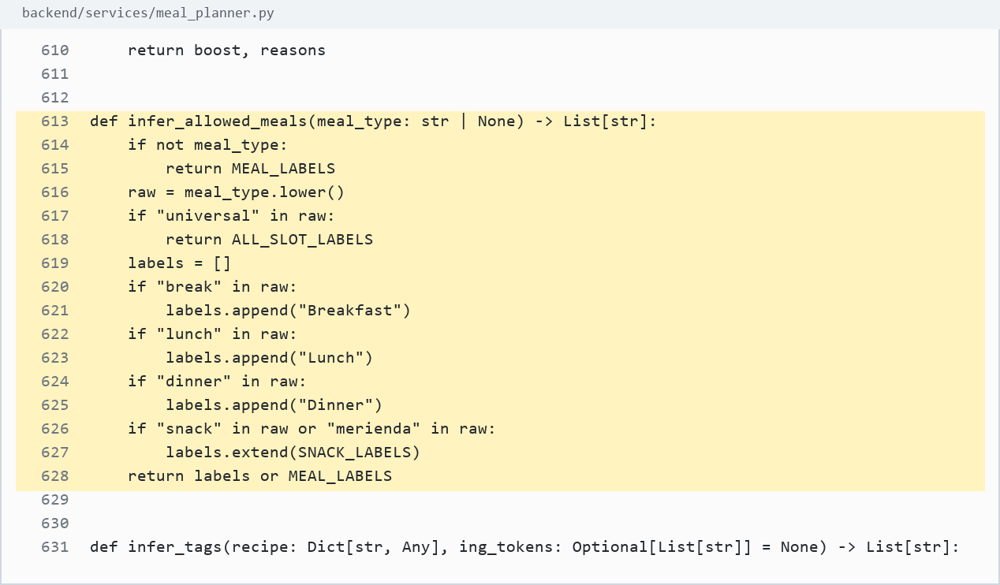 backend/services/meal_planner.py
610     return boost, reasons
611
612
613 def infer_allowed_meals(meal_type: str | None) -> List[str]:
614     if not meal_type:
615         return MEAL_LABELS
616     raw = meal_type.lower()
617     if "universal" in raw:
618         return ALL_SLOT_LABELS
619     labels = []
620     if "break" in raw:
621         labels.append("Breakfast")
622     if "lunch" in raw:
623         labels.append("Lunch")
624     if "dinner" in raw:
625         labels.append("Dinner")
626     if "snack" in raw or "merienda" in raw:
627         labels.extend(SNACK_LABELS)
628     return labels or MEAL_LABELS
629
630
631 def infer_tags(recipe: Dict[str, Any], ing_tokens: Optional[List[str]] = None) -> List[str]: